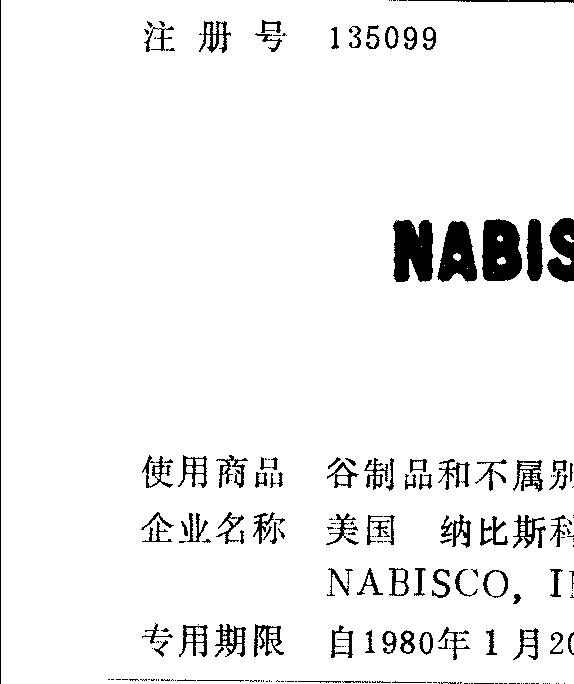 注册号 135099
NABIS
使用商品 谷制品和不属别
企业名称 美国 纳比斯科
NABISCO, I
专用期限 自1980年1月20